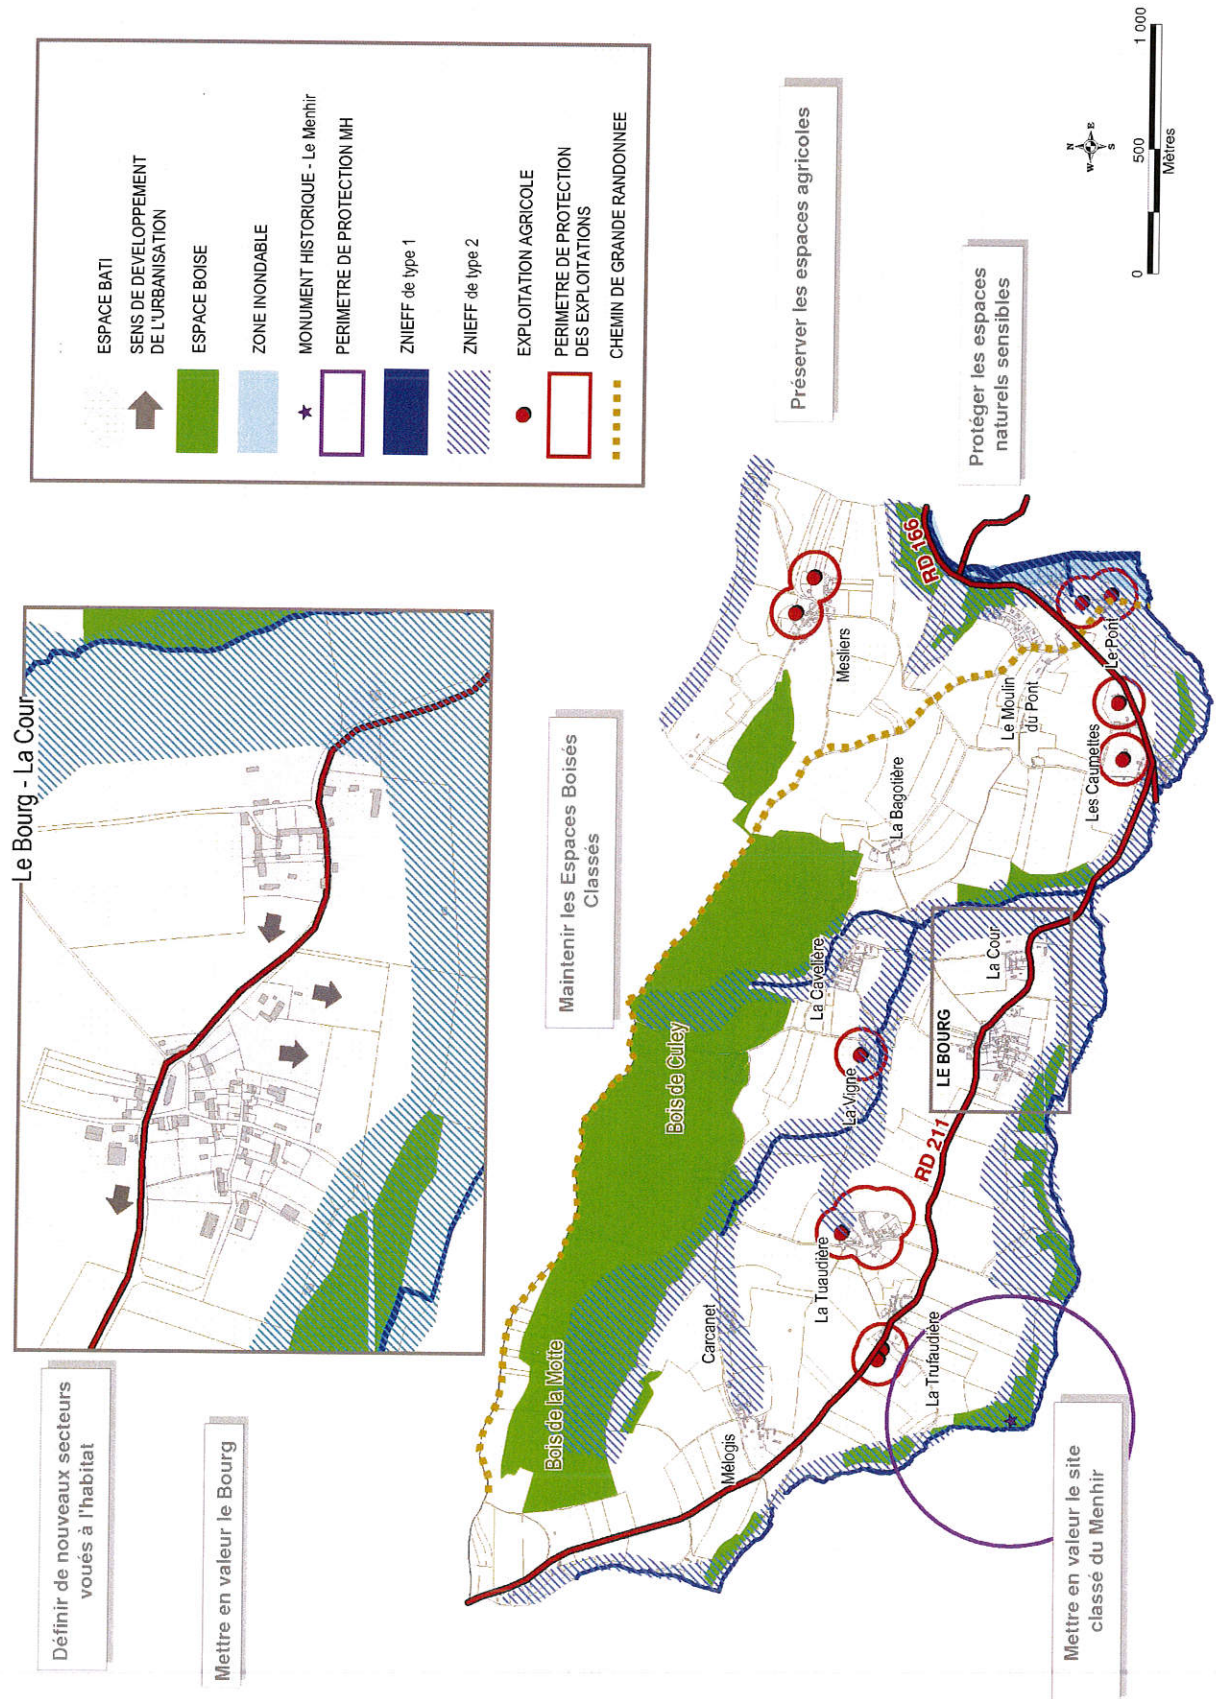 Définir de nouveaux secteurs
voués à l'habitat
Mettre en valeur le Bourg
Le Bourg - La Cour
ESPACE BATI
SENS DE DEVELOPPEMENT
DE L'URBANISATION
ESPACE BOISE
ZONE INONDABLE
MONUMENT HISTORIQUE - Le Menhir
PERIMETRE DE PROTECTION MH
ZNIEFF de type 1
ZNIEFF de type 2
EXPLOITATION AGRICOLE
PERIMETRE DE PROTECTION
DES EXPLOITATIONS
CHEMIN DE GRANDE RANDONNEE
Maintenir les Espaces Boisés
Classés
Préserver les espaces agricoles
Protéger les espaces
naturels sensibles
Mettre en valeur le site
classé du Menhir
Bois de la Motte
Bois de Culey
Mélogis
Carcanet
La Tuaudière
La Trufaudière
La Vigne
La Cavelière
LE BOURG
La Cour
RD 211
La Bagotière
Mesliers
Le Moulin
du Pont
Les Caumettes
Le Pont
RD 166
N
W
E
S
0
500
1 000
Mètres